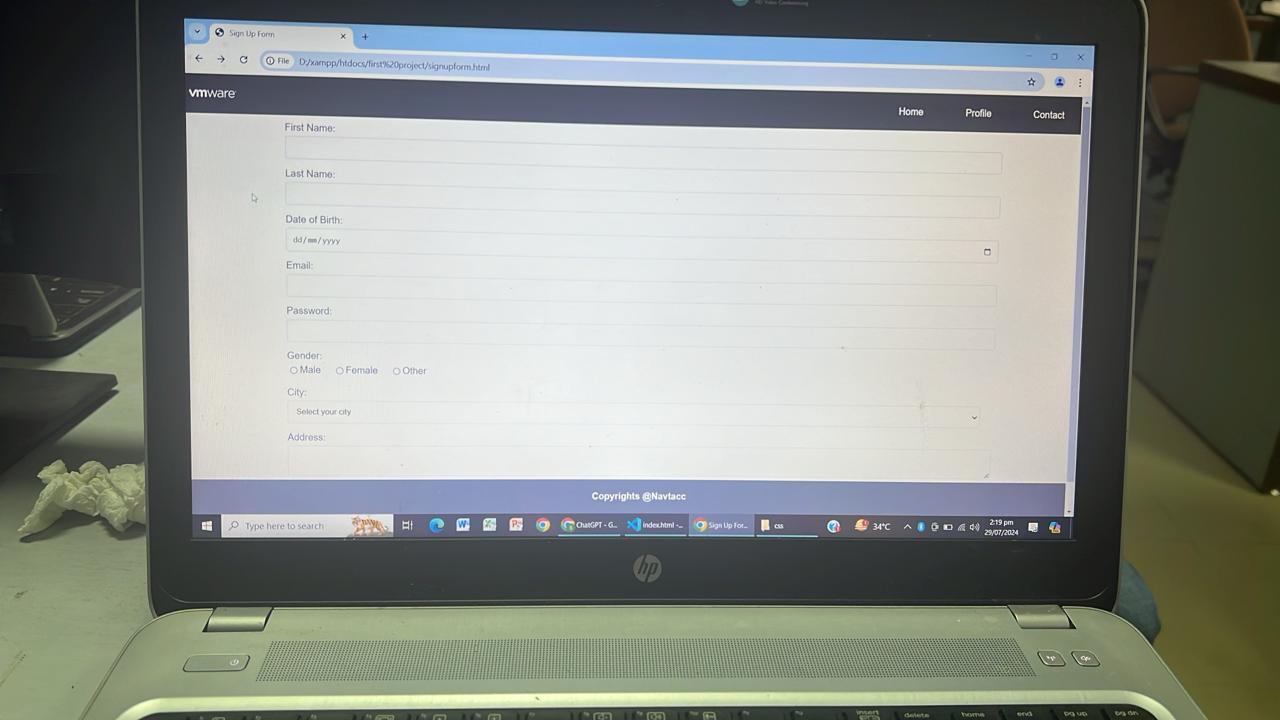 HD Video Conferencing
Sign Up Form
File D:/xampp/htdocs/first%20project/signupform.html
vmware
Home Profile Contact
First Name:
Last Name:
Date of Birth:
dd/mm/yyyy
Email:
Password:
Gender:
Male Female Other
City:
Select your city
Address:
Copyrights @Navtacc
Type here to search
ChatGPT - G...
index.html -...
Sign Up For...
css
34°C
2:19 pm
29/07/2024
hp
insert delete home end pg up pg dn